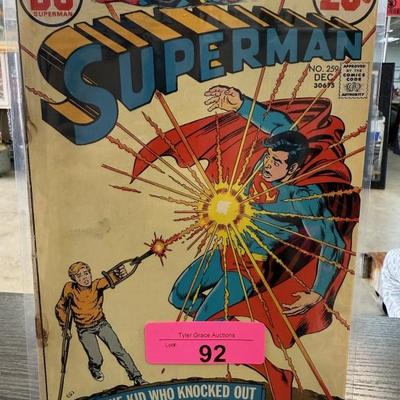 DC
SUPERMAN
20¢
SUPERMAN
NO. 259
DEC
30673
APPROVED
BY THE
COMICS
CODE
AUTHORITY
Tyler Grace Auctions
Lot#:
92
KID WHO KNOCKED OUT